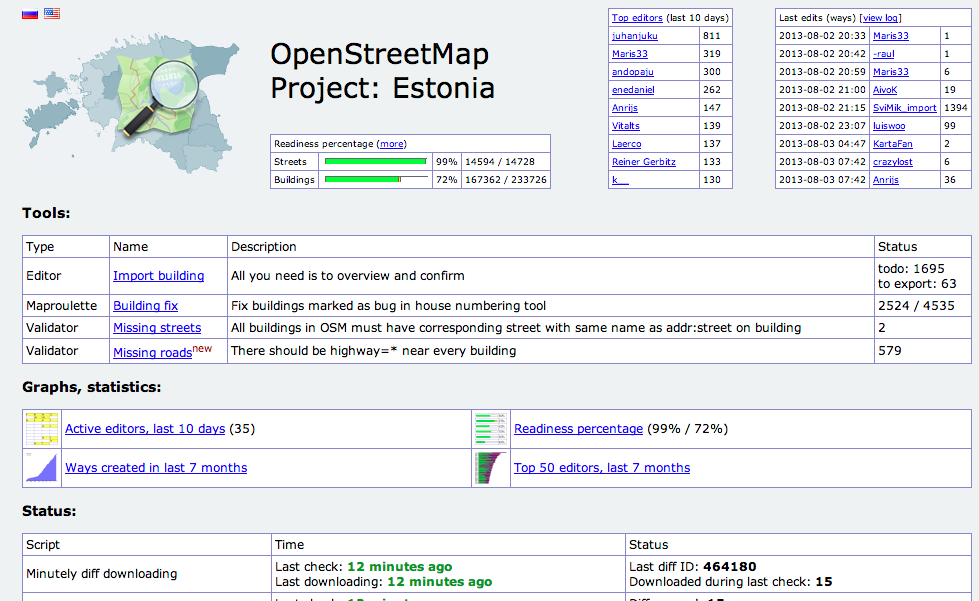 OpenStreetMap
Project: Estonia
Readiness percentage (more)
Streets 99% 14594 / 14728
Buildings 72% 167362 / 233726
Top editors (last 10 days)
juhanjuku 811
Maris33 319
andopaju 300
enedaniel 262
Anrijs 147
Vitalts 139
Laerco 137
Reiner Gerbitz 133
k__ 130
Last edits (ways) [view log]
2013-08-02 20:33 Maris33 1
2013-08-02 20:42 -raul 1
2013-08-02 20:59 Maris33 6
2013-08-02 21:00 AivoK 19
2013-08-02 21:15 SviMik_import 1394
2013-08-02 23:07 luiswoo 99
2013-08-03 04:47 KartaFan 2
2013-08-03 07:42 crazylost 6
2013-08-03 07:42 Anrijs 36
Tools:
Type Name Description Status
Editor Import building All you need is to overview and confirm todo: 1695
to export: 63
Maproulette Building fix Fix buildings marked as bug in house numbering tool 2524 / 4535
Validator Missing streets All buildings in OSM must have corresponding street with same name as addr:street on building 2
Validator Missing roads new There should be highway=* near every building 579
Graphs, statistics:
Active editors, last 10 days (35) Readiness percentage (99% / 72%)
Ways created in last 7 months Top 50 editors, last 7 months
Status:
Script Time Status
Minutely diff downloading Last check: 12 minutes ago Last diff ID: 464180
Last downloading: 12 minutes ago Downloaded during last check: 15